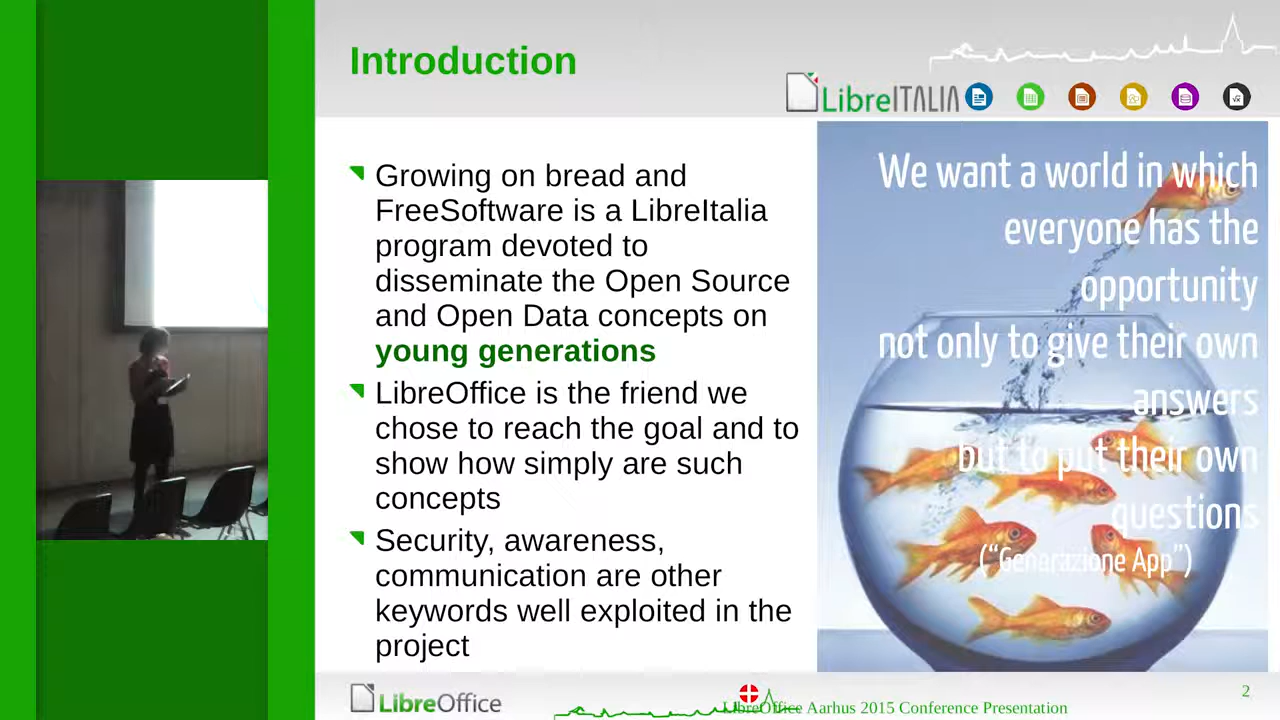 Introduction
LibreITALIA
Growing on bread and
FreeSoftware is a LibreItalia
program devoted to
disseminate the Open Source
and Open Data concepts on
young generations
LibreOffice is the friend we
chose to reach the goal and to
show how simply are such
concepts
Security, awareness,
communication are other
keywords well exploited in the
project
We want a world in which
everyone has the
opportunity
not only to give their own
answers
but to put their own
questions
(“Generazione App”)
LibreOffice
LibreOffice Aarhus 2015 Conference Presentation
2